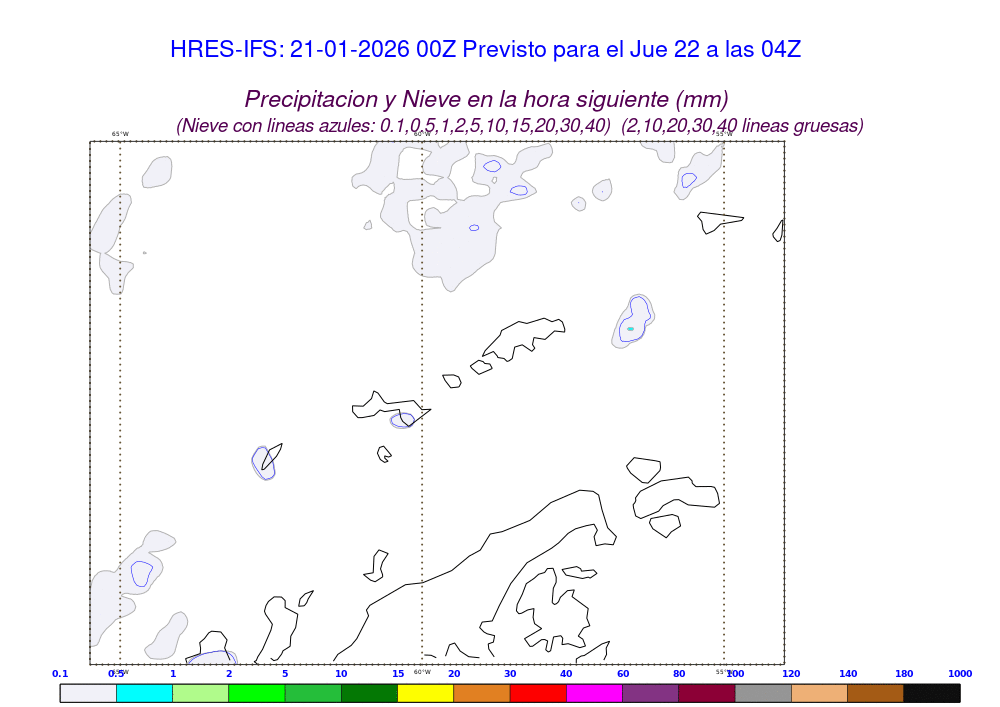 HRES-IFS: 21-01-2026 00Z Previsto para el Jue 22 a las 04Z
Precipitacion y Nieve en la hora siguiente (mm)
(Nieve con lineas azules: 0.1,0.5,1,2,5,10,15,20,30,40) (2,10,20,30,40 lineas gruesas)
65°W 60°W 55°W
65°W 60°W 55°W
0.1 0.5 1 2 5 10 15 20 30 40 60 80 100 120 140 180 1000